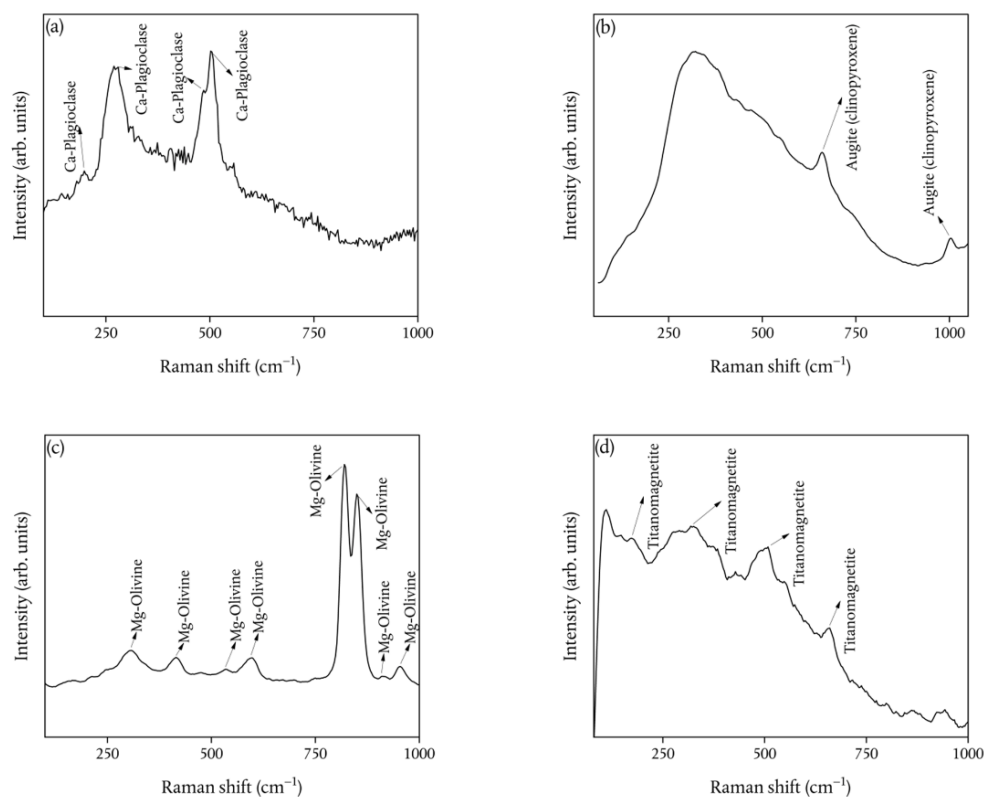 (a)
Ca-Plagioclase
Ca-Plagioclase
Ca-Plagioclase
Ca-Plagioclase
Intensity (arb. units)
250
500
750
1000
Raman shift (cm⁻¹)
(b)
Augite (clinopyroxene)
Augite (clinopyroxene)
Intensity (arb. units)
250
500
750
1000
Raman shift (cm⁻¹)
(c)
Mg-Olivine
Mg-Olivine
Mg-Olivine
Mg-Olivine
Mg-Olivine
Mg-Olivine
Mg-Olivine
Mg-Olivine
Intensity (arb. units)
250
500
750
1000
Raman shift (cm⁻¹)
(d)
Titanomagnetite
Titanomagnetite
Titanomagnetite
Titanomagnetite
Intensity (arb. units)
250
500
750
1000
Raman shift (cm⁻¹)